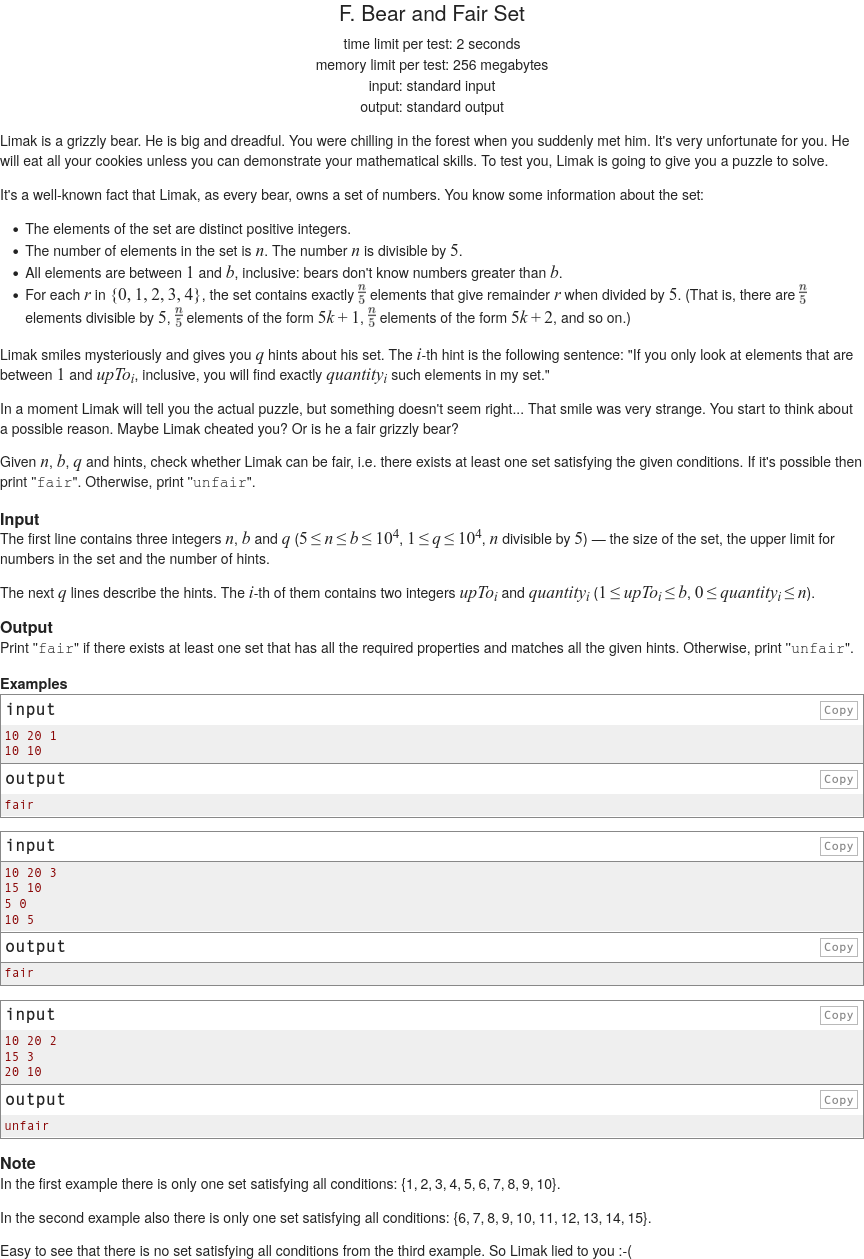 F. Bear and Fair Set
time limit per test: 2 seconds
memory limit per test: 256 megabytes
input: standard input
output: standard output
Limak is a grizzly bear. He is big and dreadful. You were chilling in the forest when you suddenly met him. It's very unfortunate for you. He
will eat all your cookies unless you can demonstrate your mathematical skills. To test you, Limak is going to give you a puzzle to solve.
It's a well-known fact that Limak, as every bear, owns a set of numbers. You know some information about the set:
• The elements of the set are distinct positive integers.
• The number of elements in the set is n. The number n is divisible by 5.
• All elements are between 1 and b, inclusive: bears don't know numbers greater than b.
• For each r in {0, 1, 2, 3, 4}, the set contains exactly n/5 elements that give remainder r when divided by 5. (That is, there are n/5
elements divisible by 5, n/5 elements of the form 5k + 1, n/5 elements of the form 5k + 2, and so on.)
Limak smiles mysteriously and gives you q hints about his set. The i-th hint is the following sentence: "If you only look at elements that are
between 1 and upTo_i, inclusive, you will find exactly quantity_i such elements in my set."
In a moment Limak will tell you the actual puzzle, but something doesn't seem right... That smile was very strange. You start to think about
a possible reason. Maybe Limak cheated you? Or is he a fair grizzly bear?
Given n, b, q and hints, check whether Limak can be fair, i.e. there exists at least one set satisfying the given conditions. If it's possible then
print "fair". Otherwise, print "unfair".
Input
The first line contains three integers n, b and q (5 ≤ n ≤ b ≤ 10^4, 1 ≤ q ≤ 10^4, n divisible by 5) — the size of the set, the upper limit for
numbers in the set and the number of hints.
The next q lines describe the hints. The i-th of them contains two integers upTo_i and quantity_i (1 ≤ upTo_i ≤ b, 0 ≤ quantity_i ≤ n).
Output
Print "fair" if there exists at least one set that has all the required properties and matches all the given hints. Otherwise, print "unfair".
Examples
input Copy
10 20 1
10 10
output Copy
fair
input Copy
10 20 3
15 10
5 0
10 5
output Copy
fair
input Copy
10 20 2
15 3
20 10
output Copy
unfair
Note
In the first example there is only one set satisfying all conditions: {1, 2, 3, 4, 5, 6, 7, 8, 9, 10}.
In the second example also there is only one set satisfying all conditions: {6, 7, 8, 9, 10, 11, 12, 13, 14, 15}.
Easy to see that there is no set satisfying all conditions from the third example. So Limak lied to you :-(